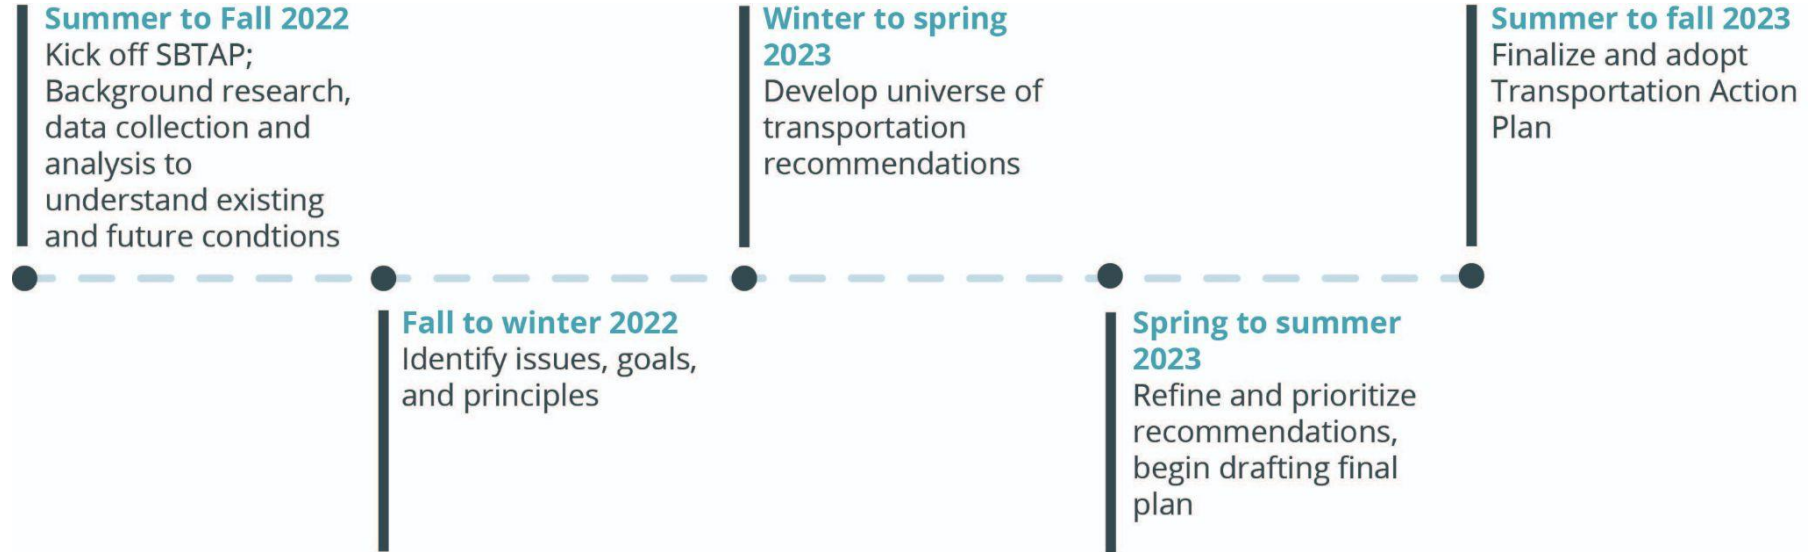 Summer to Fall 2022
Kick off SBTAP;
Background research,
data collection and
analysis to
understand existing
and future condtions
Fall to winter 2022
Identify issues, goals,
and principles
Winter to spring
2023
Develop universe of
transportation
recommendations
Spring to summer
2023
Refine and prioritize
recommendations,
begin drafting final
plan
Summer to fall 2023
Finalize and adopt
Transportation Action
Plan